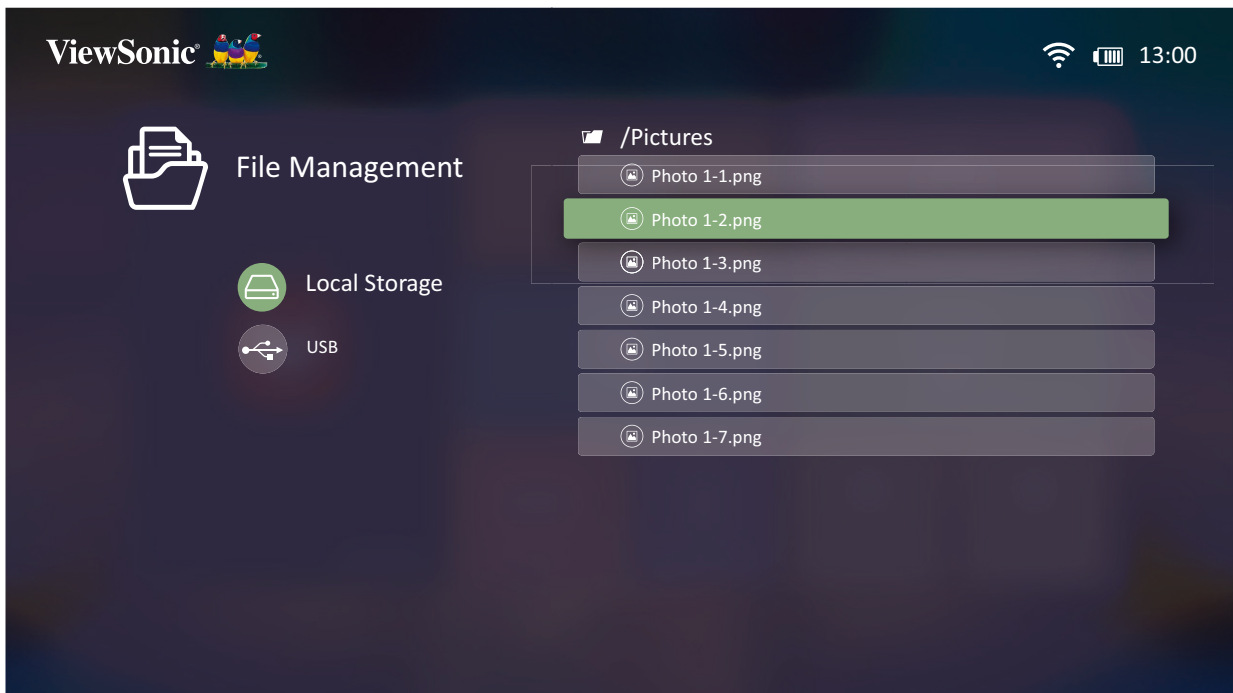 ViewSonic®
13:00
File Management
Local Storage
USB
/Pictures
Photo 1-1.png
Photo 1-2.png
Photo 1-3.png
Photo 1-4.png
Photo 1-5.png
Photo 1-6.png
Photo 1-7.png